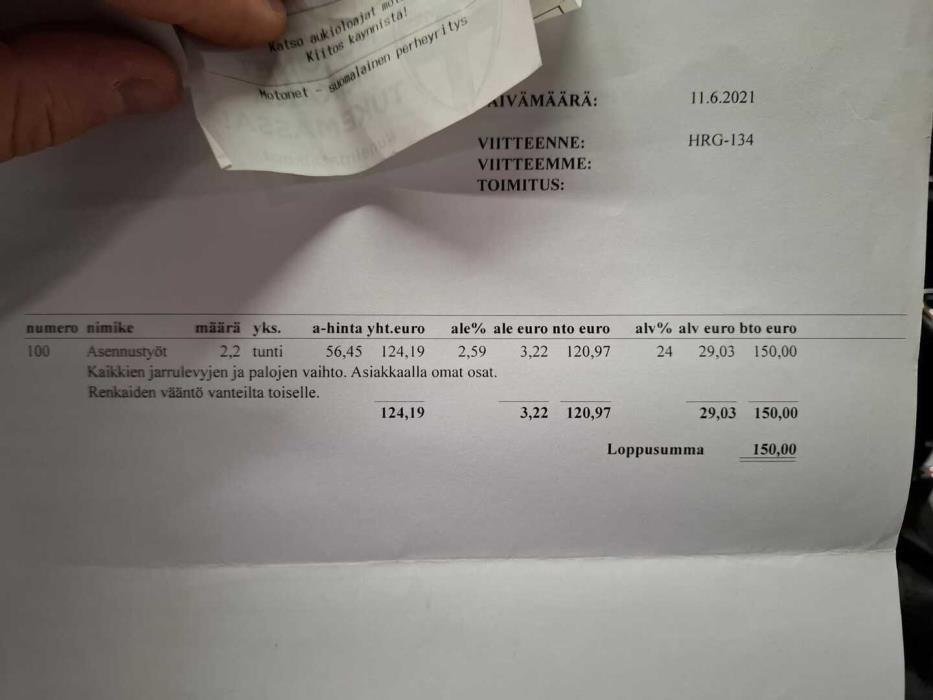 Katso aukioloajat
Kiitos käynnistä!
Motonet - suomalainen perheyritys
AIVÄMÄÄRÄ: 11.6.2021
VIITTEENNE: HRG-134
VIITTEEMME:
TOIMITUS:
numero nimike määrä yks. a-hinta yht.euro ale% ale euro nto euro alv% alv euro bto euro
100 Asennustyöt 2,2 tunti 56,45 124,19 2,59 3,22 120,97 24 29,03 150,00
Kaikkien jarrulevyjen ja palojen vaihto. Asiakkaalla omat osat.
Renkaiden vääntö vanteilta toiselle.
124,19 3,22 120,97 29,03 150,00
Loppusumma 150,00